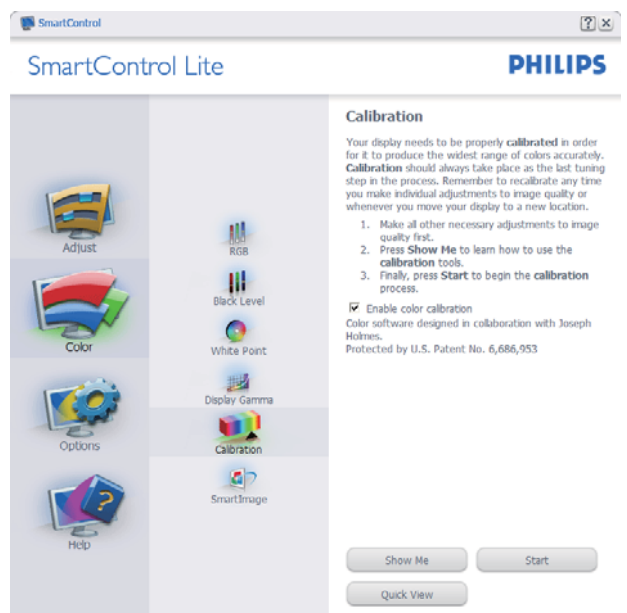 SmartControl
SmartControl Lite
PHILIPS
Adjust
Color
Options
Help
RGB
Black Level
White Point
Display Gamma
Calibration
SmartImage
Calibration
Your display needs to be properly calibrated in order
for it to produce the widest range of colors accurately.
Calibration should always take place as the last tuning
step in the process. Remember to recalibrate any time
you make individual adjustments to image quality or
whenever you move your display to a new location.
1. Make all other necessary adjustments to image
quality first.
2. Press Show Me to learn how to use the
calibration tools.
3. Finally, press Start to begin the calibration
process.
Enable color calibration
Color software designed in collaboration with Joseph
Holmes.
Protected by U.S. Patent No. 6,686,953
Show Me
Start
Quick View